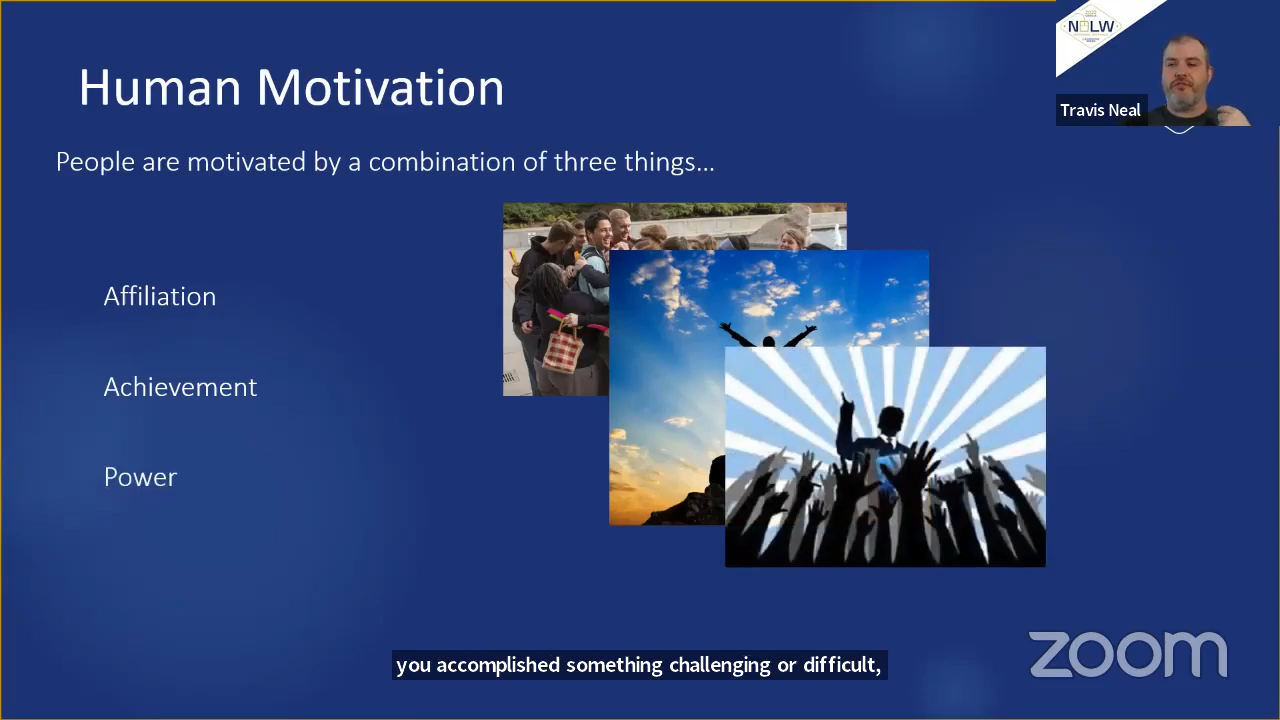 Human Motivation
People are motivated by a combination of three things...
Affiliation
Achievement
Power
NLW
Travis Neal
you accomplished something challenging or difficult,
zoom